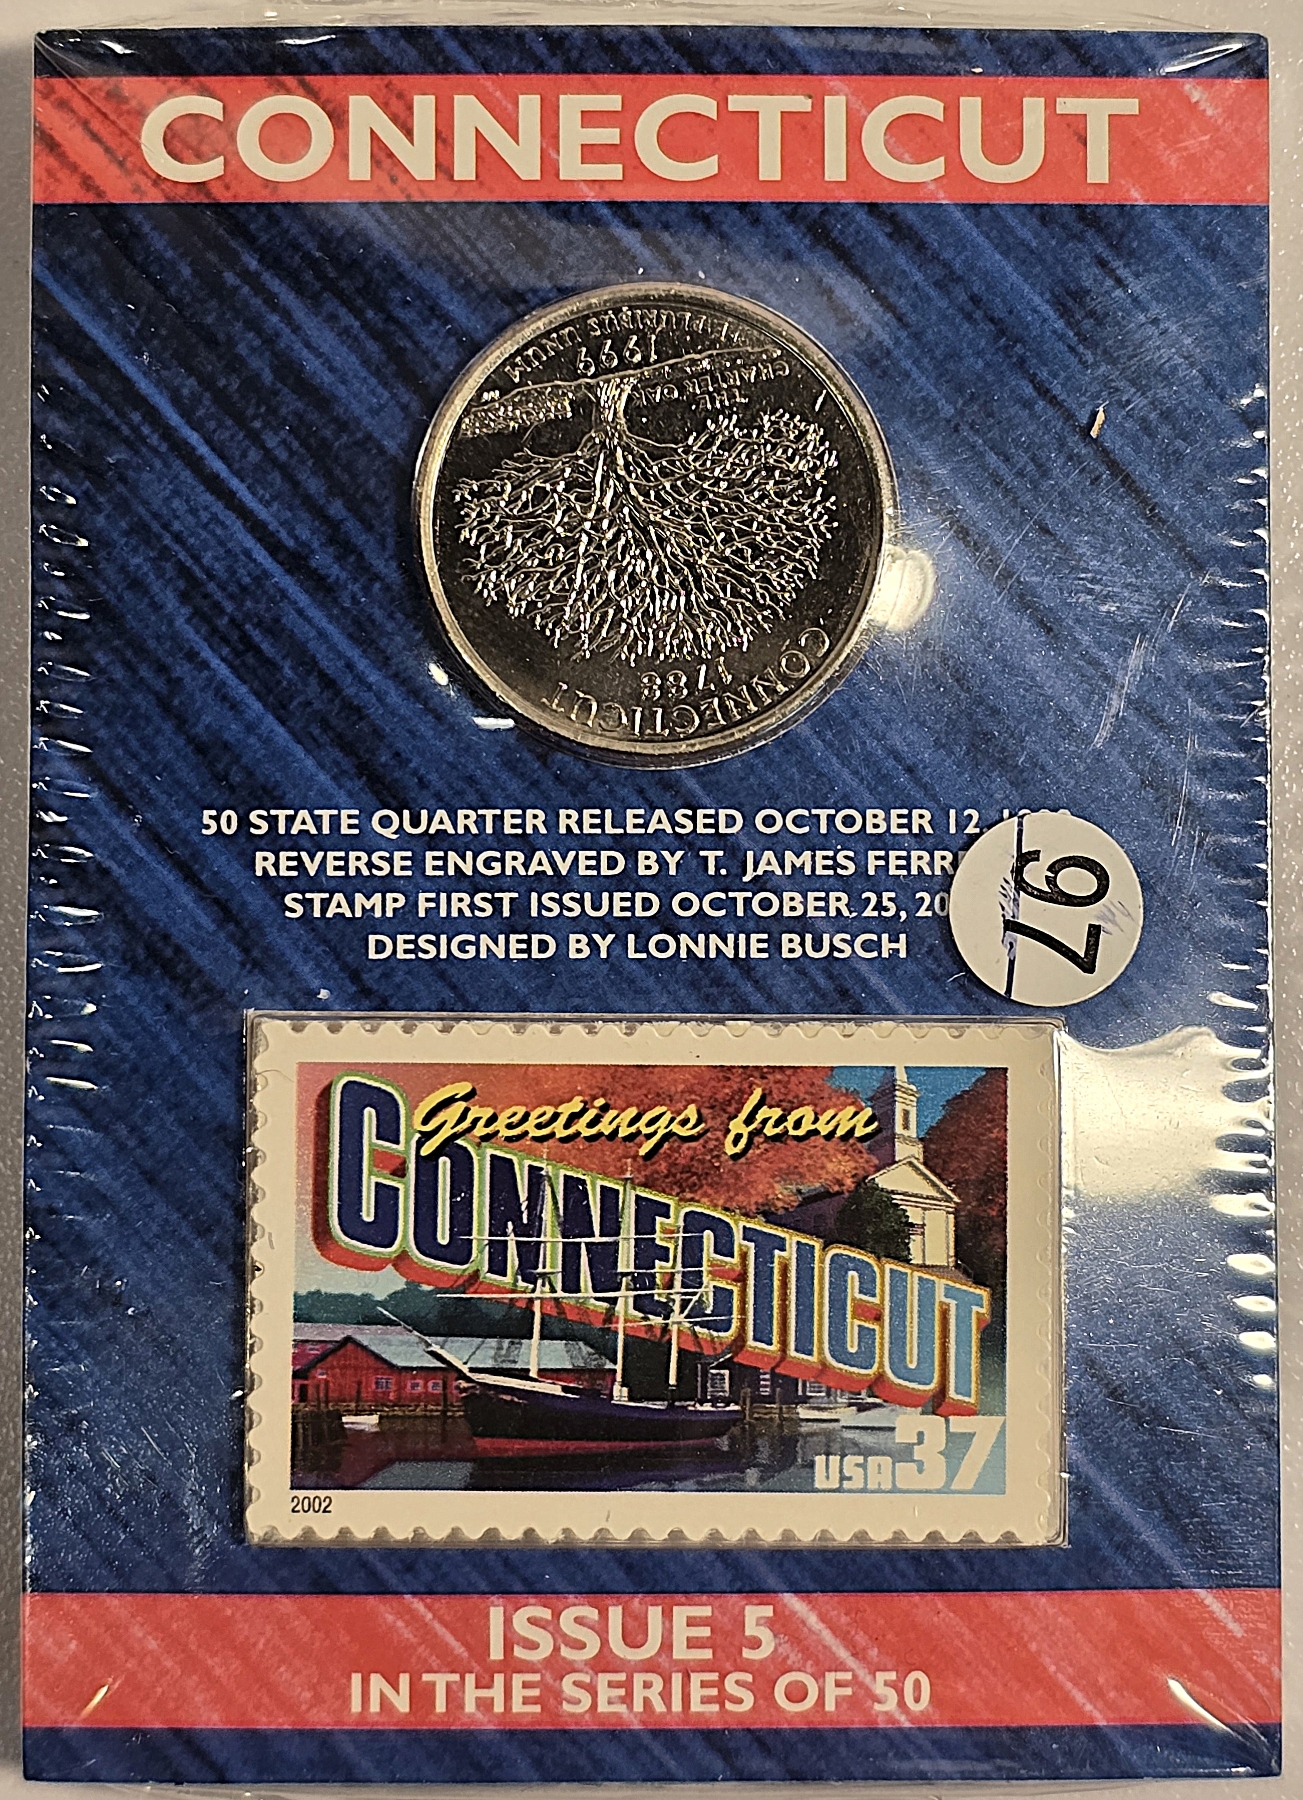 CONNECTICUT
E PLURIBUS UNUM
1999
THE
CHARTER OAK
1788
CONNECTICUT
50 STATE QUARTER RELEASED OCTOBER 12,
REVERSE ENGRAVED BY T. JAMES
STAMP FIRST ISSUED OCTOBER 25,
DESIGNED BY LONNIE BUSCH
97
Greetings from
CONNECTICUT
USA 37
2002
ISSUE 5
IN THE SERIES OF 50